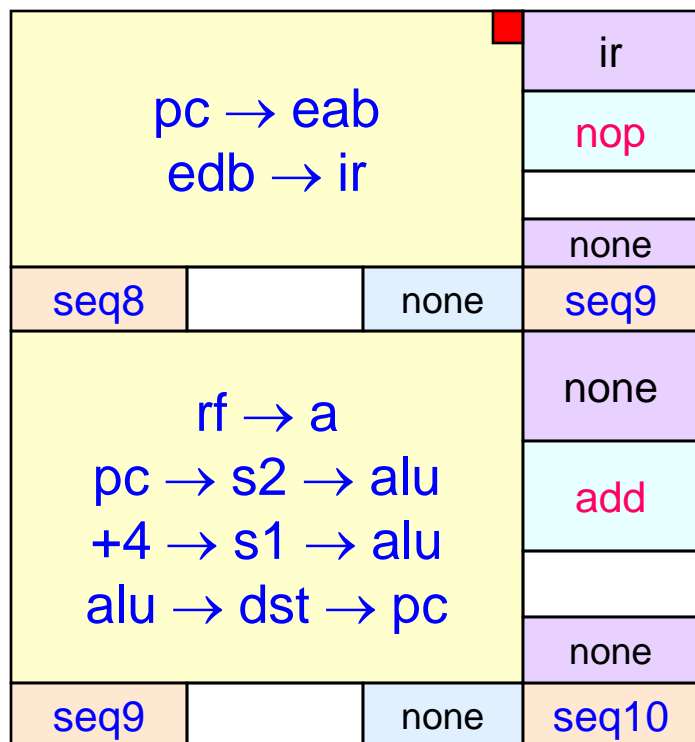 pc → eab
edb → ir
ir
nop
none
seq8
none
seq9
rf → a
pc → s2 → alu
+4 → s1 → alu
alu → dst → pc
none
add
none
seq9
none
seq10